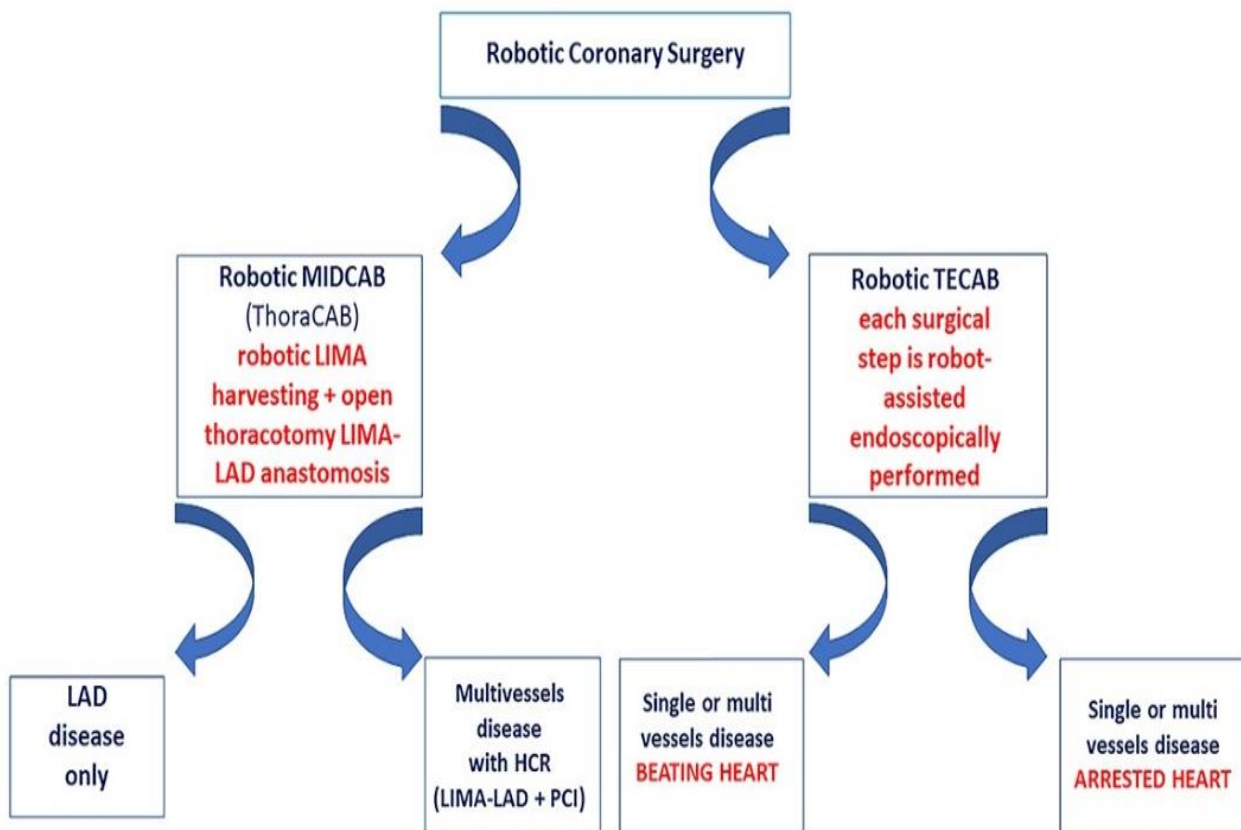 Robotic Coronary Surgery
Robotic MIDCAB
(ThoraCAB)
robotic LIMA
harvesting + open
thoracotomy LIMA-
LAD anastomosis
Robotic TECAB
each surgical
step is robot-
assisted
endoscopically
performed
LAD
disease
only
Multivessels
disease
with HCR
(LIMA-LAD + PCI)
Single or multi
vessels disease
BEATING HEART
Single or multi
vessels disease
ARRESTED HEART